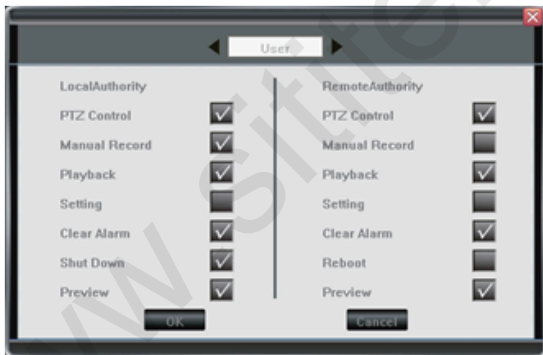 User
LocalAuthority
PTZ Control
Manual Record
Playback
Setting
Clear Alarm
Shut Down
Preview
RemoteAuthority
PTZ Control
Manual Record
Playback
Setting
Clear Alarm
Reboot
Preview
OK
Cancel